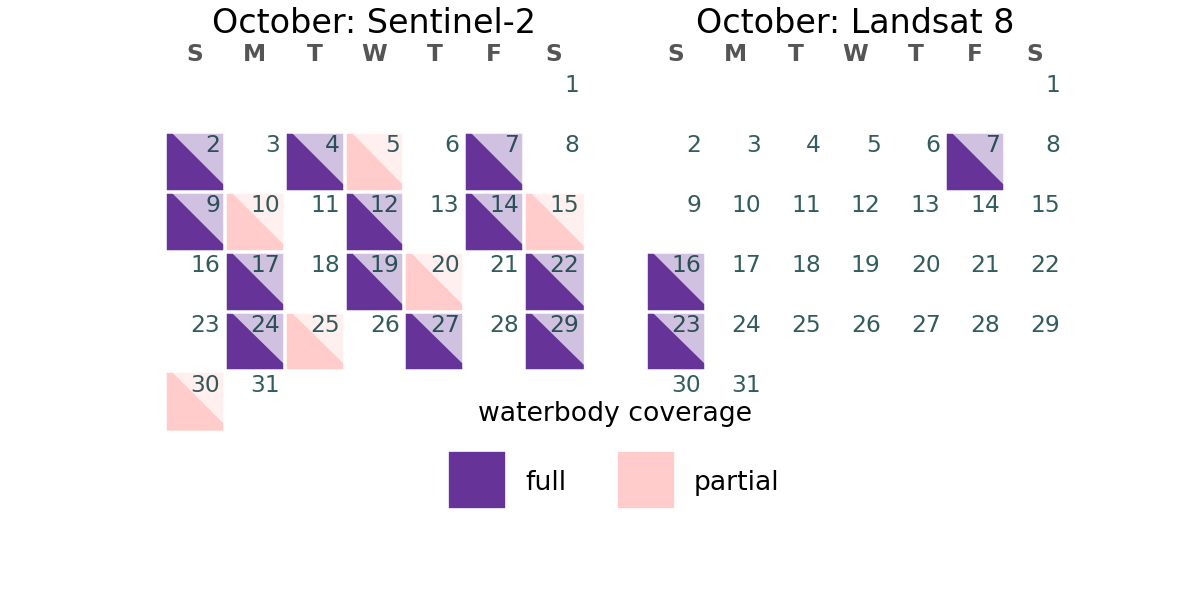 October: Sentinel-2
S M T W T F S
1
2 3 4 5 6 7 8
9 10 11 12 13 14 15
16 17 18 19 20 21 22
23 24 25 26 27 28 29
30 31
October: Landsat 8
S M T W T F S
1
2 3 4 5 6 7 8
9 10 11 12 13 14 15
16 17 18 19 20 21 22
23 24 25 26 27 28 29
30 31
waterbody coverage
full partial